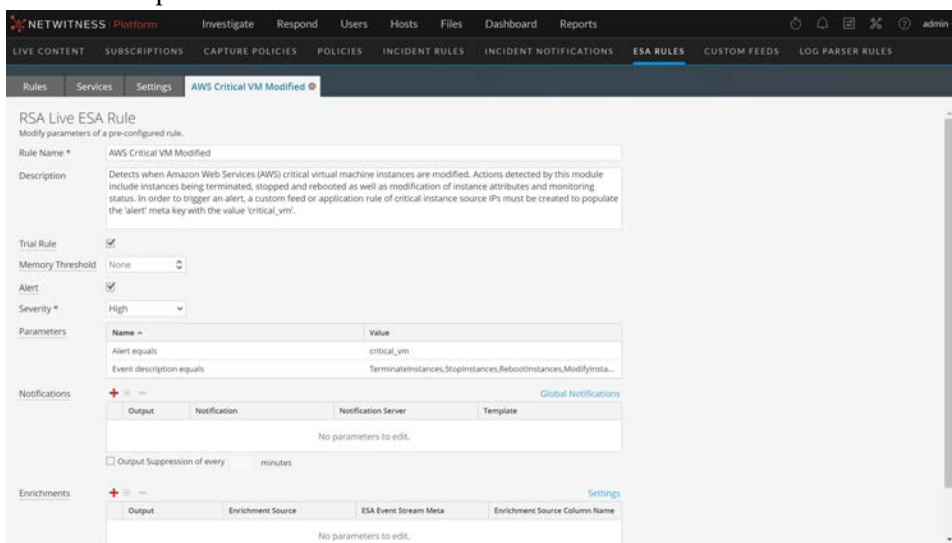 NETWITNESS Platform Investigate Respond Users Hosts Files Dashboard Reports admin
LIVE CONTENT SUBSCRIPTIONS CAPTURE POLICIES POLICIES INCIDENT RULES INCIDENT NOTIFICATIONS ESA RULES CUSTOM FEEDS LOG PARSER RULES
Rules Services Settings AWS Critical VM Modified
RSA Live ESA Rule
Modify parameters of a pre-configured rule.
Rule Name * AWS Critical VM Modified
Description Detects when Amazon Web Services (AWS) critical virtual machine instances are modified. Actions detected by this module
include instances being terminated, stopped and rebooted as well as modification of instance attributes and monitoring
status. In order to trigger an alert, a custom feed or application rule of critical instance source IPs must be created to populate
the 'alert' meta key with the value 'critical_vm'.
Trial Rule
Memory Threshold None
Alert
Severity * High
Parameters Name Value
Alert equals critical_vm
Event description equals TerminateInstances,StopInstances,RebootInstances,ModifyInsta...
Notifications Global Notifications
Output Notification Notification Server Template
No parameters to edit.
Output Suppression of every minutes
Enrichments Settings
Output Enrichment Source ESA Event Stream Meta Enrichment Source Column Name
No parameters to edit.